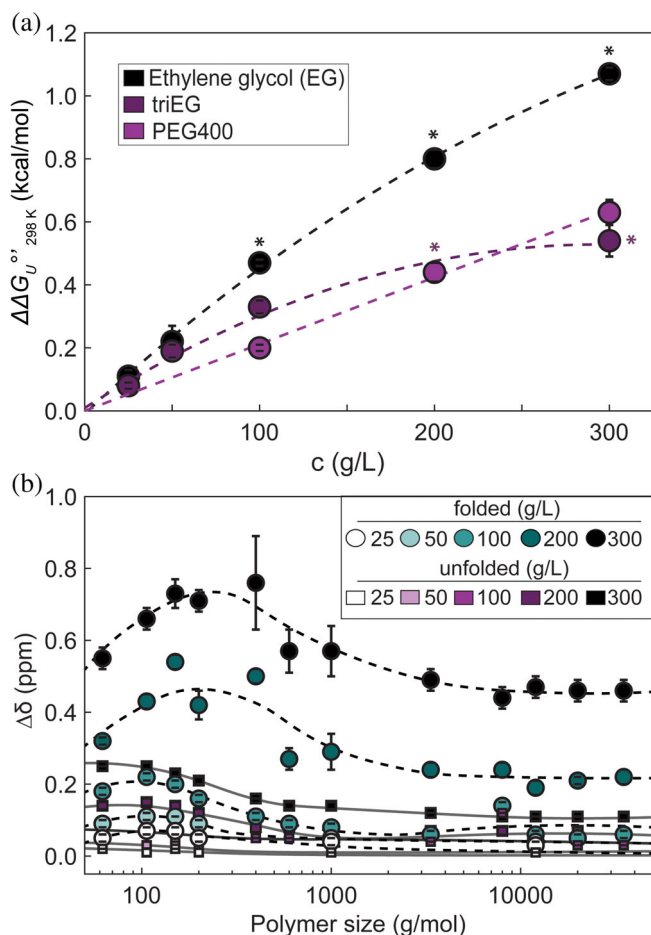 (a)
1.2
1.0
0.8
0.6
0.4
0.2
0.0
ΔΔG_U°', 298 K (kcal/mol)
Ethylene glycol (EG)
triEG
PEG400
*
*
*
*
*
0
100
200
300
c (g/L)
(b)
1.0
0.8
0.6
0.4
0.2
0.0
Δδ (ppm)
folded (g/L)
25 50 100 200 300
unfolded (g/L)
25 50 100 200 300
100
1000
10000
Polymer size (g/mol)